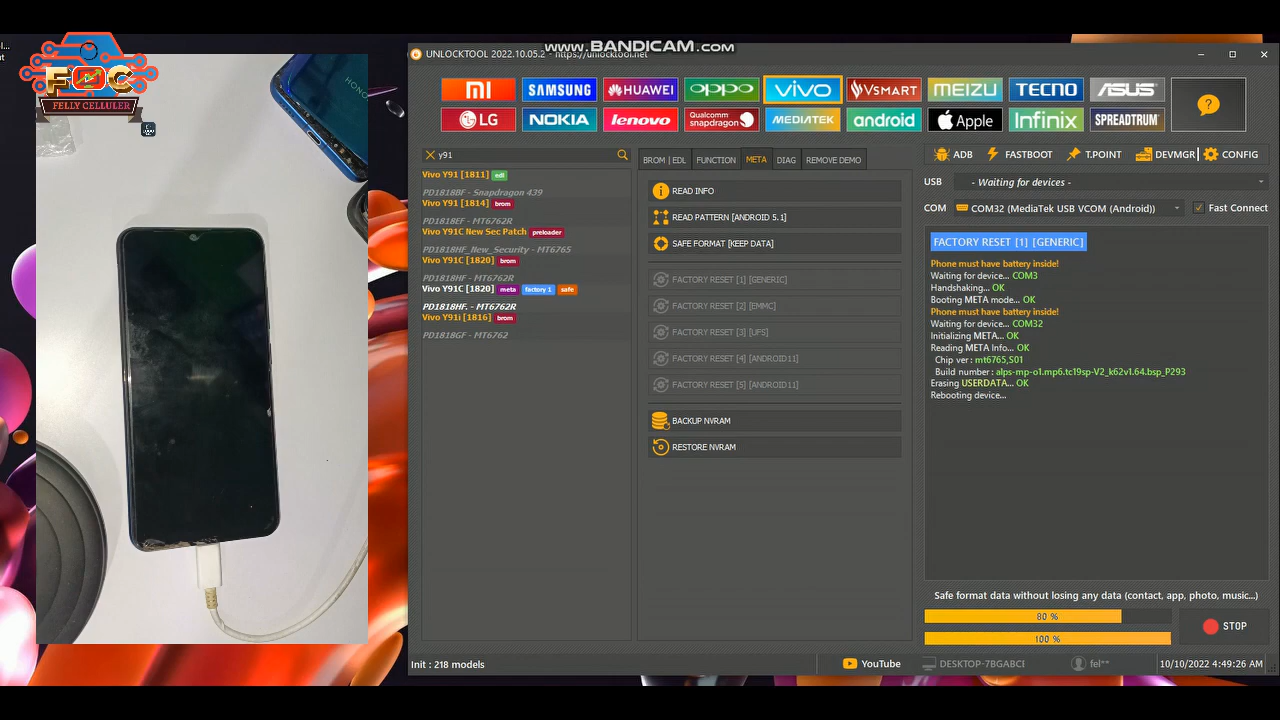 FOC
FELLY CELLULER
HONOR
UNLOCKTOOL 2022.10.05.2 - https://unlocktool.net
www.BANDICAM.com
MI SAMSUNG HUAWEI OPPO VIVO VSMART MEIZU TECNO ASUS
LG NOKIA Lenovo Qualcomm snapdragon MEDIATEK android Apple Infinix SPREADTRUM
?
y91
Vivo Y91 [1811] edl
PD1818BF - Snapdragon 439
Vivo Y91 [1814] brom
PD1818EF - MT6762R
Vivo Y91C New Sec Patch preloader
PD1818HF_New_Security - MT6765
Vivo Y91C [1820] brom
PD1818HF - MT6762R
Vivo Y91C [1820] meta factory 1 safe
PD1818HF. - MT6762R
Vivo Y91i [1816] brom
PD1818GF - MT6762
BROM | EDL FUNCTION META DIAG REMOVE DEMO
READ INFO
READ PATTERN [ANDROID 5.1]
SAFE FORMAT [KEEP DATA]
FACTORY RESET [1] [GENERIC]
FACTORY RESET [2] [EMMC]
FACTORY RESET [3] [UFS]
FACTORY RESET [4] [ANDROID11]
FACTORY RESET [5] [ANDROID11]
BACKUP NVRAM
RESTORE NVRAM
ADB FASTBOOT T.POINT DEVMGR CONFIG
USB - Waiting for devices -
COM COM32 (MediaTek USB VCOM (Android)) Fast Connect
FACTORY RESET [1] [GENERIC]
Phone must have battery inside!
Waiting for device... COM3
Handshaking... OK
Booting META mode... OK
Phone must have battery inside!
Waiting for device... COM32
Initializing META... OK
Reading META Info... OK
Chip ver : mt6765,S01
Build number : alps-mp-o1.mp6.tc19sp-V2_k62v1.64.bsp_P293
Erasing USERDATA... OK
Rebooting device...
Safe format data without losing any data (contact, app, photo, music...)
80 %
100 %
STOP
Init : 218 models YouTube DESKTOP-7BGABCI fel** 10/10/2022 4:49:26 AM